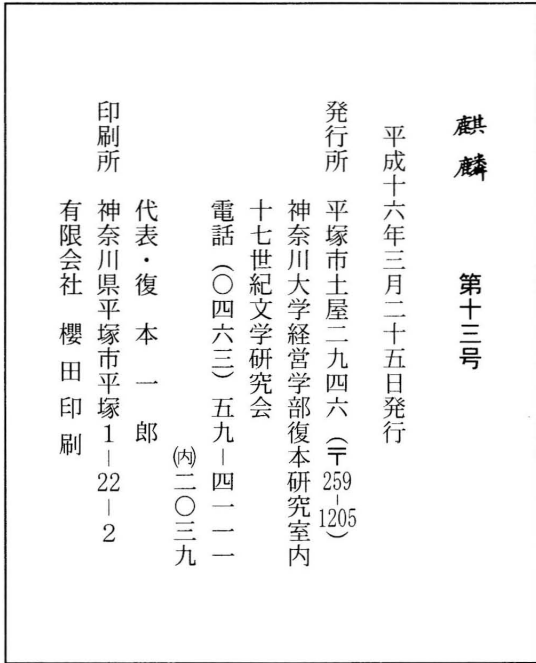 麒麟　第十三号
平成十六年三月二十五日発行
発行所　平塚市土屋二九四六（〒259-1205）
神奈川大学経営学部復本研究室内
十七世紀文学研究会
電話（〇四六三）五九―四一一一
㈹二〇三九
代表・復本一郎
印刷所　神奈川県平塚市平塚1―22―2
有限会社　櫻田印刷